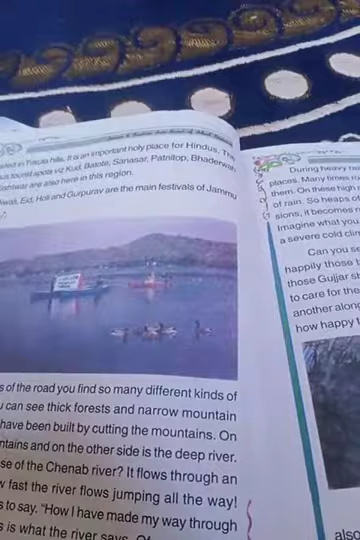 ated in Trikuta hills. It is an important holy place for Hindus. The
us tourist spots viz Kud, Batote, Sanasar, Patnitop, Bhaderwah
ishtwar are also here in this region.
iwali, Eid, Holi and Gurpurav are the main festivals of Jammu
s of the road you find so many different kinds of
u can see thick forests and narrow mountain
have been built by cutting the mountains. On
ntains and on the other side is the deep river.
se of the Chenab river? It flows through an
w fast the river flows jumping all the way!
s to say. "How I have made my way through
s is what the river says. Of
During heavy rain
places. Many times ro
them. On these high
of rain. So heaps of
sions, it becomes n
Imagine what you
a severe cold clim
Can you se
happily those t
those Gujjar s
to care for the
another along
how happy t
also